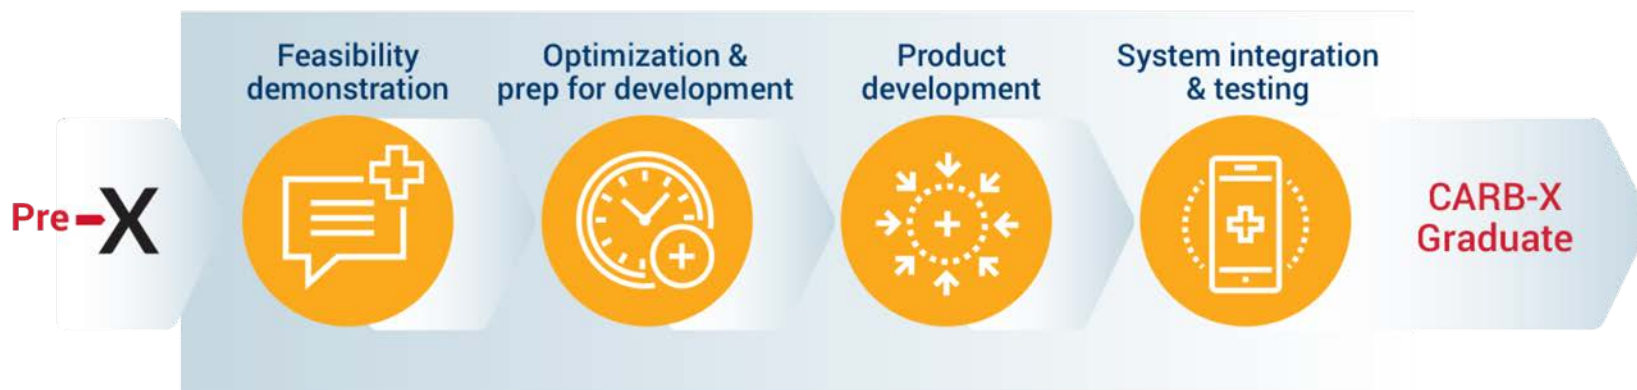 Feasibility
demonstration
Optimization &
prep for development
Product
development
System integration
& testing
Pre-X
CARB-X
Graduate